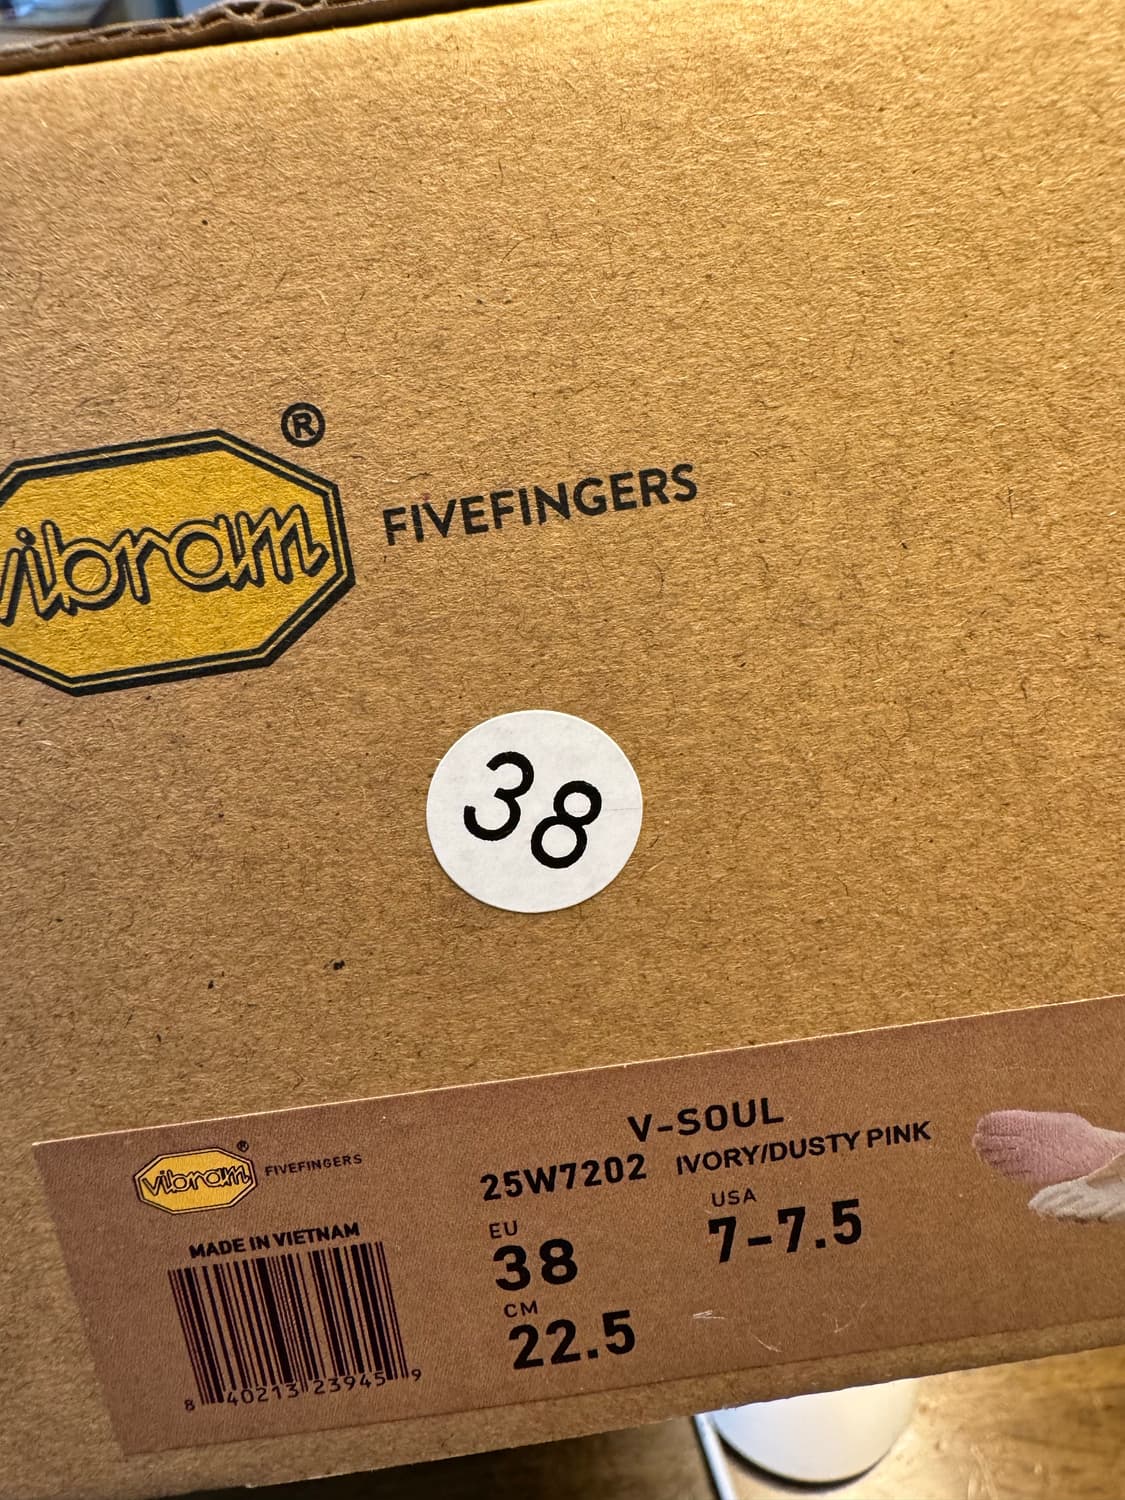 ®
vibram FIVEFINGERS
38
V-SOUL
25W7202 IVORY/DUSTY PINK
vibram® FIVEFINGERS
MADE IN VIETNAM
EU USA
38 7-7.5
CM
22.5
8 40213 23945 9